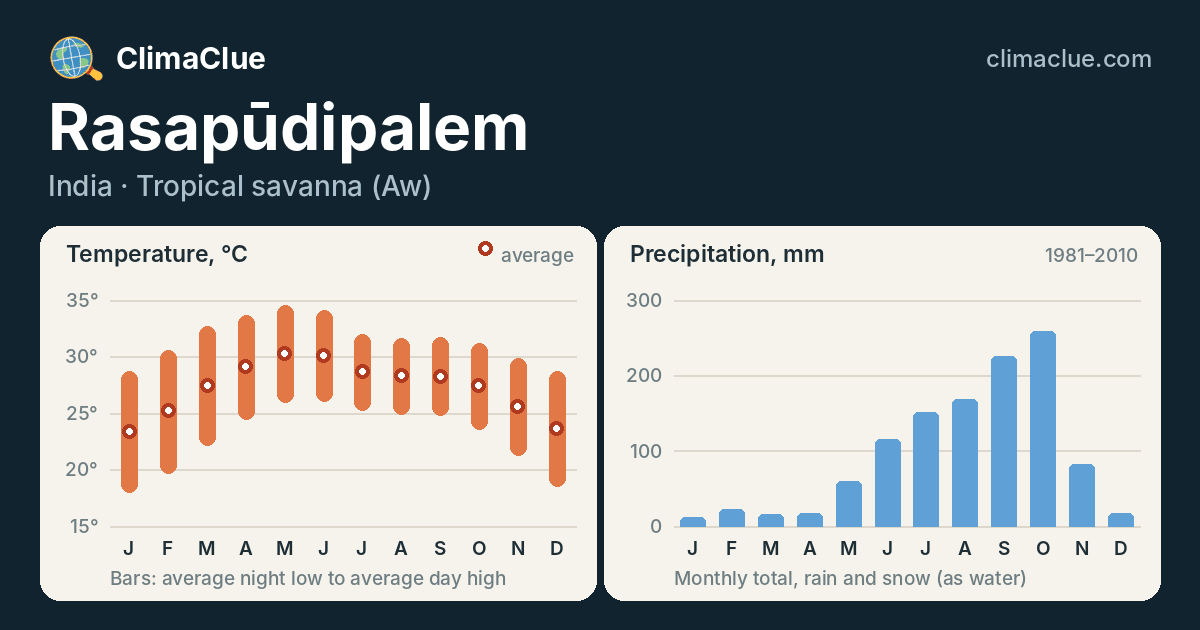 ClimaClue
climaclue.com
Rasapūdipalem
India · Tropical savanna (Aw)
Temperature, °C
average
35°
30°
25°
20°
15°
J F M A M J J A S O N D
Bars: average night low to average day high
Precipitation, mm
1981–2010
300
200
100
0
J F M A M J J A S O N D
Monthly total, rain and snow (as water)